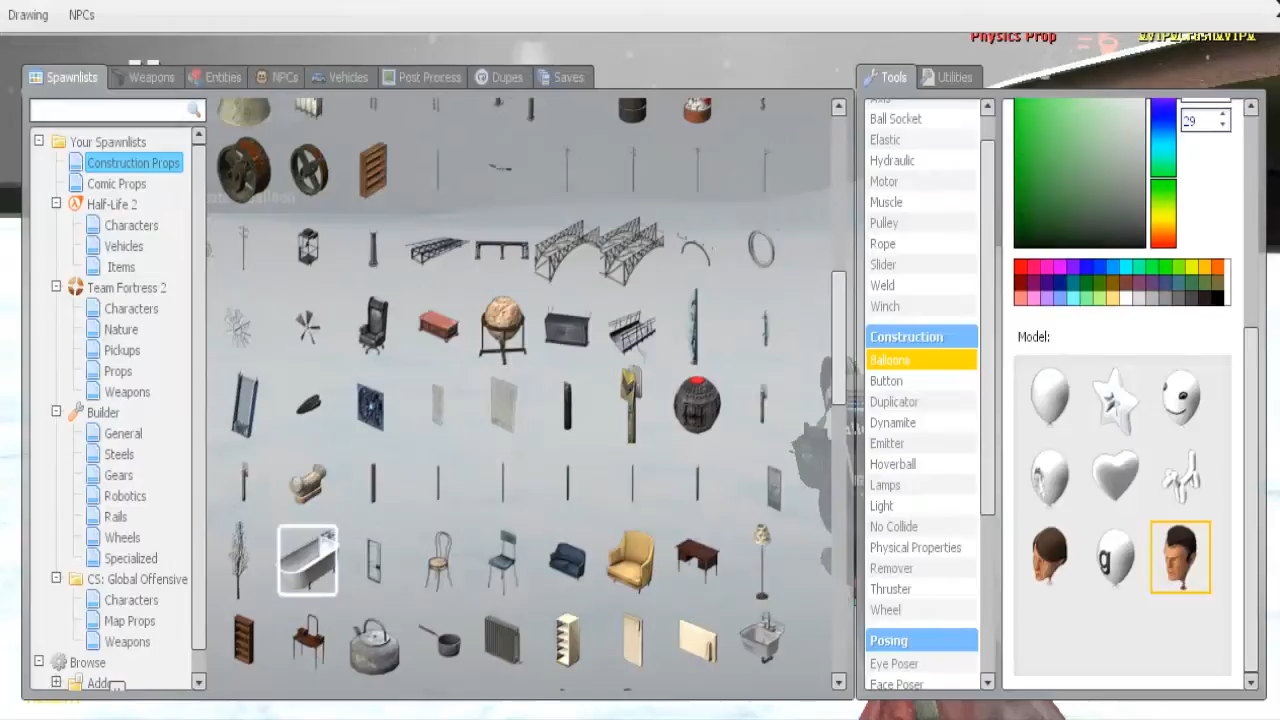 Drawing NPCs
Physics Prop
Spawnlists Weapons Entities NPCs Vehicles Post Process Dupes Saves
Tools Utilities
Your Spawnlists
Construction Props
Comic Props
Half-Life 2
Characters
Vehicles
Items
Team Fortress 2
Characters
Nature
Pickups
Props
Weapons
Builder
General
Steels
Gears
Robotics
Rails
Wheels
Specialized
CS: Global Offensive
Characters
Map Props
Weapons
Browse
Axis
Ball Socket
Elastic
Hydraulic
Motor
Muscle
Pulley
Rope
Slider
Weld
Winch
Construction
Balloons
Button
Duplicator
Dynamite
Emitter
Hoverball
Lamps
Light
No Collide
Physical Properties
Remover
Thruster
Wheel
Posing
Eye Poser
Face Poser
29
Model:
g